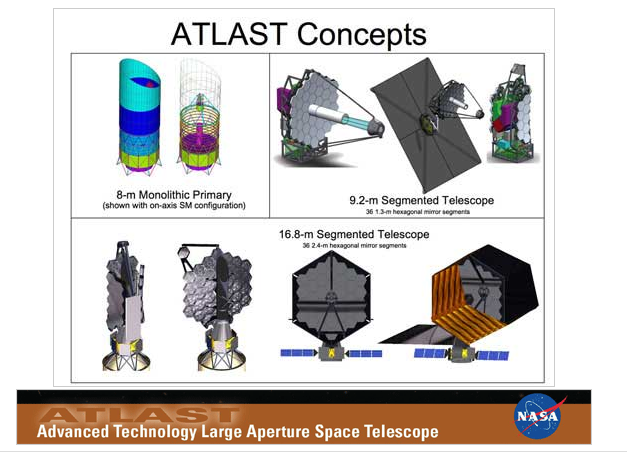 ATLAST Concepts
8-m Monolithic Primary
(shown with on-axis SM configuration)
9.2-m Segmented Telescope
36 1.3-m hexagonal mirror segments
16.8-m Segmented Telescope
36 2.4-m hexagonal mirror segments
ATLAST
Advanced Technology Large Aperture Space Telescope
NASA